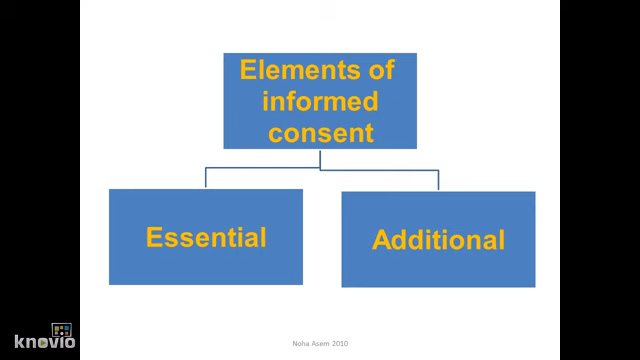 Elements of
informed
consent
Essential
Additional
Noha Asem 2010
knovio